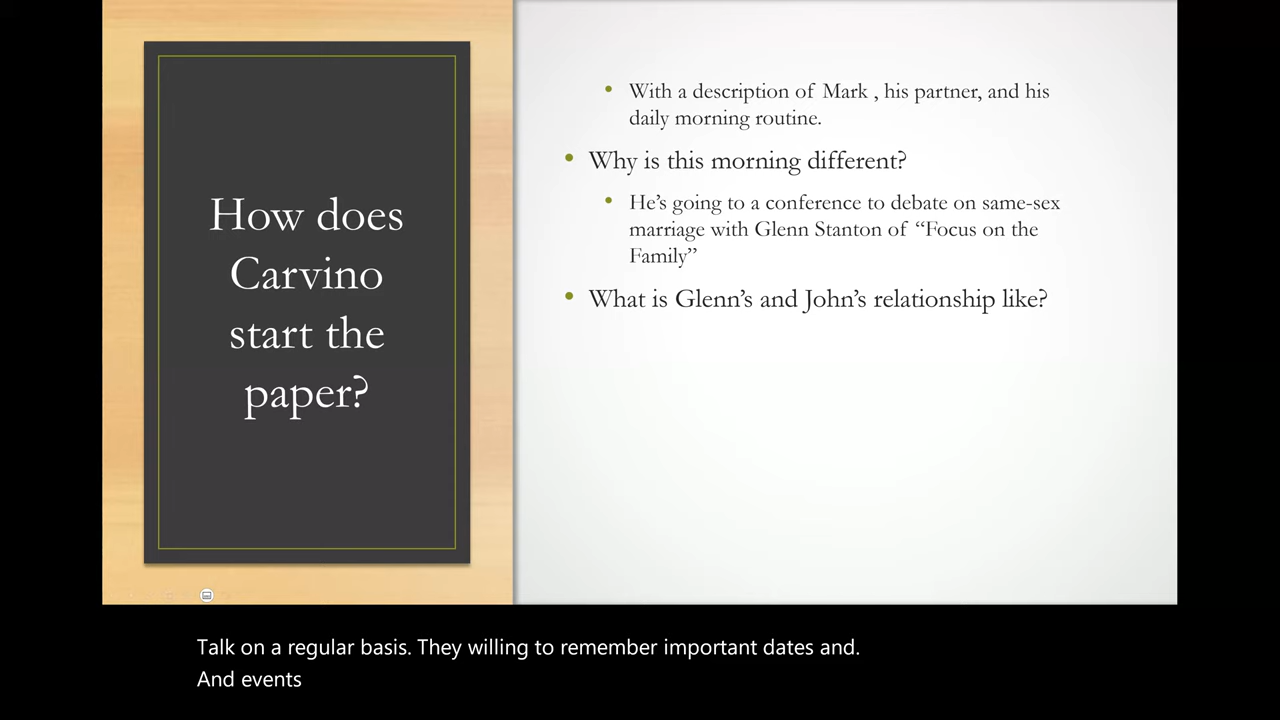 How does
Carvino
start the
paper?
• With a description of Mark , his partner, and his
daily morning routine.
• Why is this morning different?
• He’s going to a conference to debate on same-sex
marriage with Glenn Stanton of “Focus on the
Family”
• What is Glenn’s and John’s relationship like?
Talk on a regular basis. They willing to remember important dates and.
And events